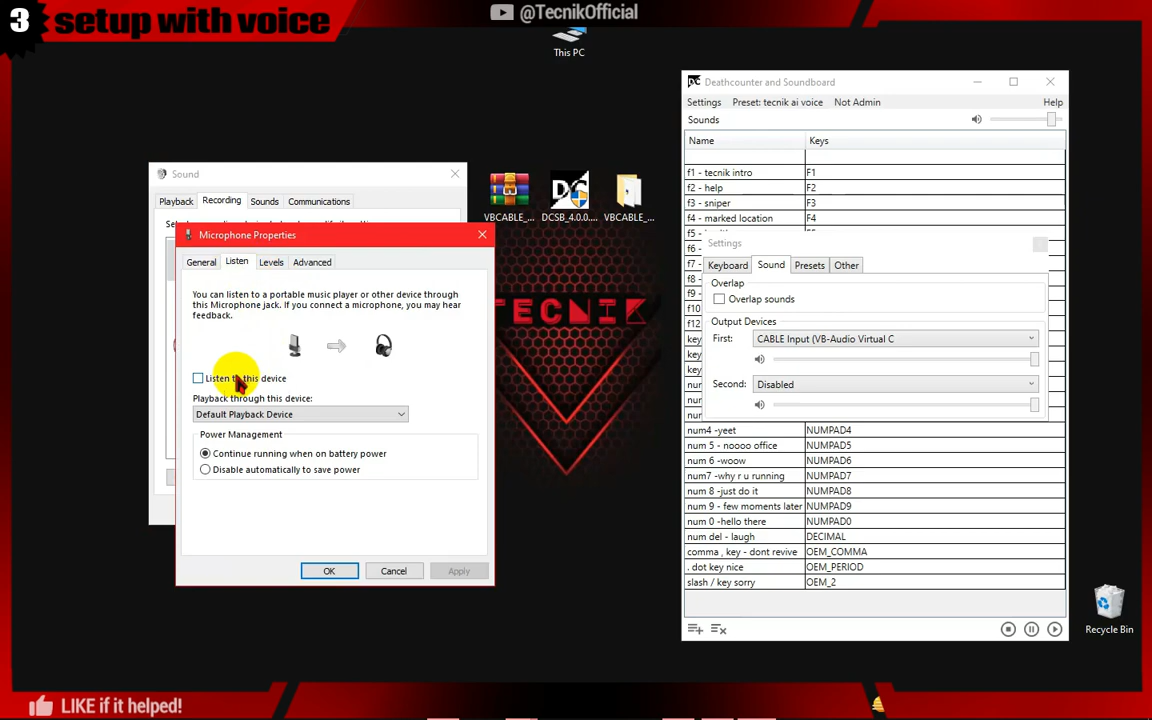 3 setup with voice
@TecnikOfficial
This PC
Sound
Playback
Recording
Sounds
Communications
Microphone Properties
General
Listen
Levels
Advanced
You can listen to a portable music player or other device through
this Microphone jack. If you connect a microphone, you may hear
feedback.
Listen to this device
Playback through this device:
Default Playback Device
Power Management
Continue running when on battery power
Disable automatically to save power
OK
Cancel
Apply
VBCABLE_...
DCSB_4.0.0....
VBCABLE_...
TECNIK
Deathcounter and Soundboard
Settings
Preset: tecnik ai voice
Not Admin
Help
Sounds
Name Keys
f1 - tecnik intro F1
f2 - help F2
f3 - sniper F3
f4 - marked location F4
f6 -
f7 -
f8 -
f9 -
f10
f12
Settings
Keyboard
Sound
Presets
Other
Overlap
Overlap sounds
Output Devices
First: CABLE Input (VB-Audio Virtual C
Second: Disabled
num4 -yeet NUMPAD4
num 5 - noooo office NUMPAD5
num 6 -woow NUMPAD6
num7 -why r u running NUMPAD7
num 8 -just do it NUMPAD8
num 9 - few moments later NUMPAD9
num 0 -hello there NUMPAD0
num del - laugh DECIMAL
comma , key - dont revive OEM_COMMA
. dot key nice OEM_PERIOD
slash / key sorry OEM_2
Recycle Bin
LIKE if it helped!